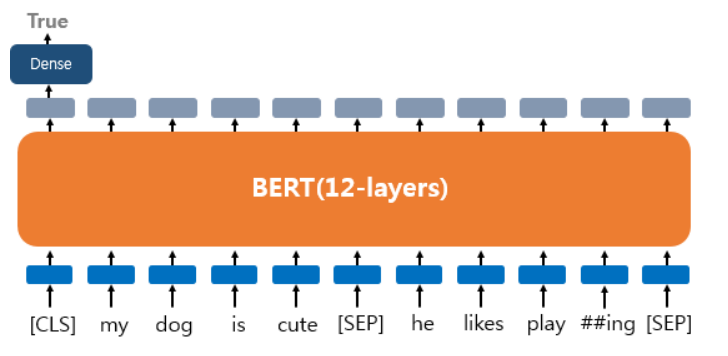 True
Dense
BERT(12-layers)
[CLS] my dog is cute [SEP] he likes play ##ing [SEP]